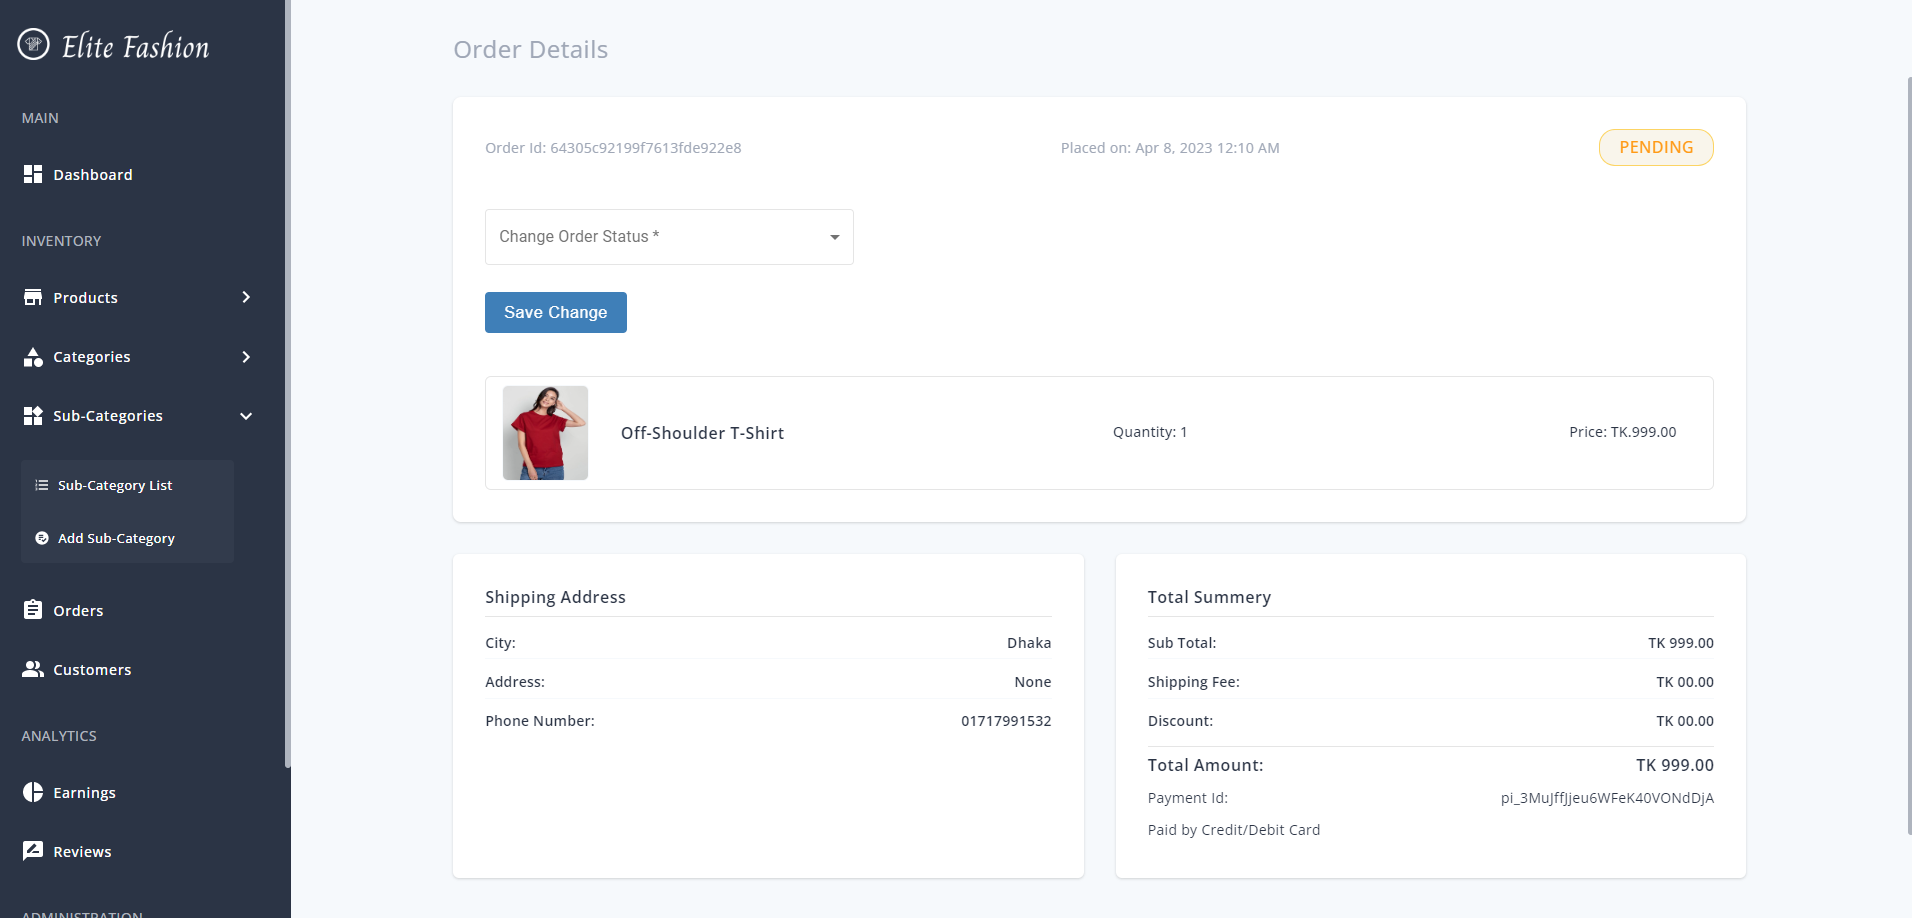 Elite Fashion
MAIN
Dashboard
INVENTORY
Products
Categories
Sub-Categories
Sub-Category List
Add Sub-Category
Orders
Customers
ANALYTICS
Earnings
Reviews
ADMINISTRATION
Order Details
Order Id: 64305c92199f7613fde922e8
Placed on: Apr 8, 2023 12:10 AM
PENDING
Change Order Status *
Save Change
Off-Shoulder T-Shirt
Quantity: 1
Price: TK.999.00
Shipping Address
City: Dhaka
Address: None
Phone Number: 01717991532
Total Summery
Sub Total: TK 999.00
Shipping Fee: TK 00.00
Discount: TK 00.00
Total Amount: TK 999.00
Payment Id: pi_3MuJffJjeu6WFeK40VONdDjA
Paid by Credit/Debit Card